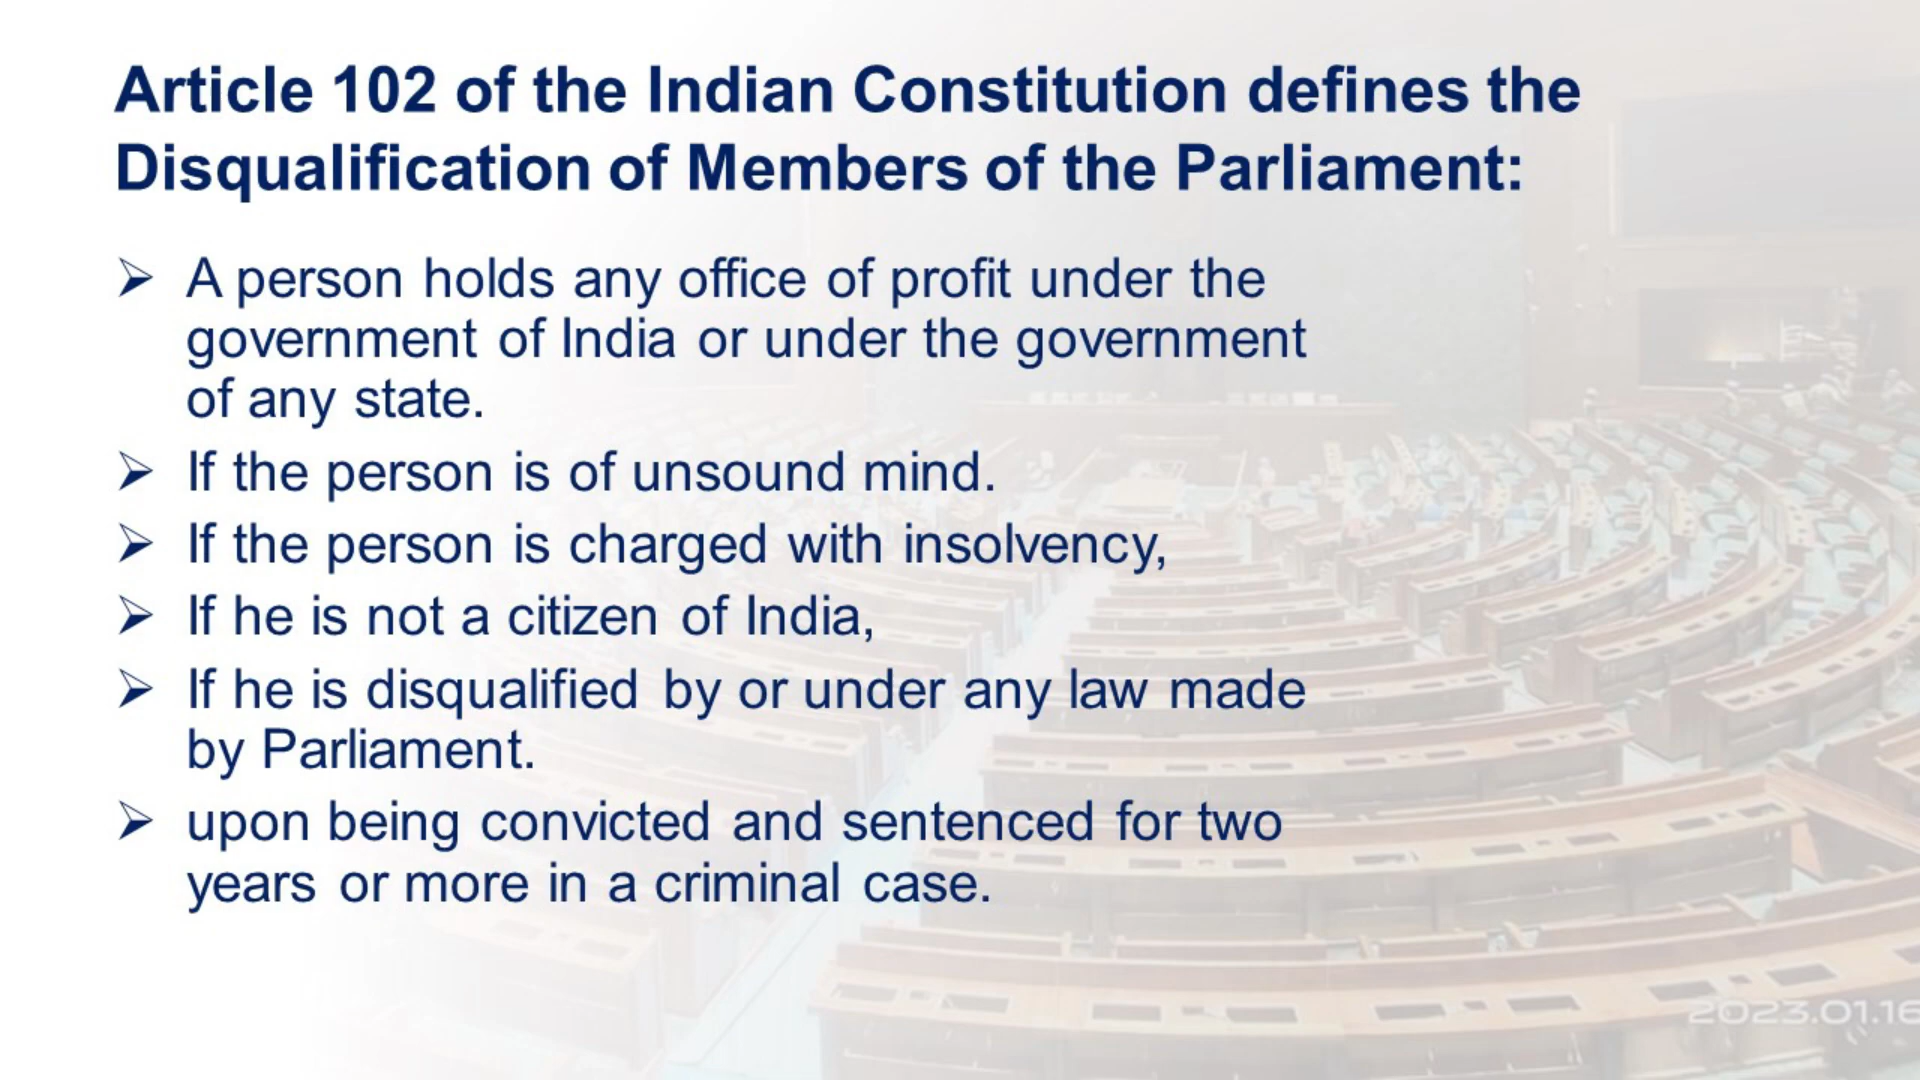 Article 102 of the Indian Constitution defines the
Disqualification of Members of the Parliament:
➢ A person holds any office of profit under the
government of India or under the government
of any state.
➢ If the person is of unsound mind.
➢ If the person is charged with insolvency,
➢ If he is not a citizen of India,
➢ If he is disqualified by or under any law made
by Parliament.
➢ upon being convicted and sentenced for two
years or more in a criminal case.
2023.01.16